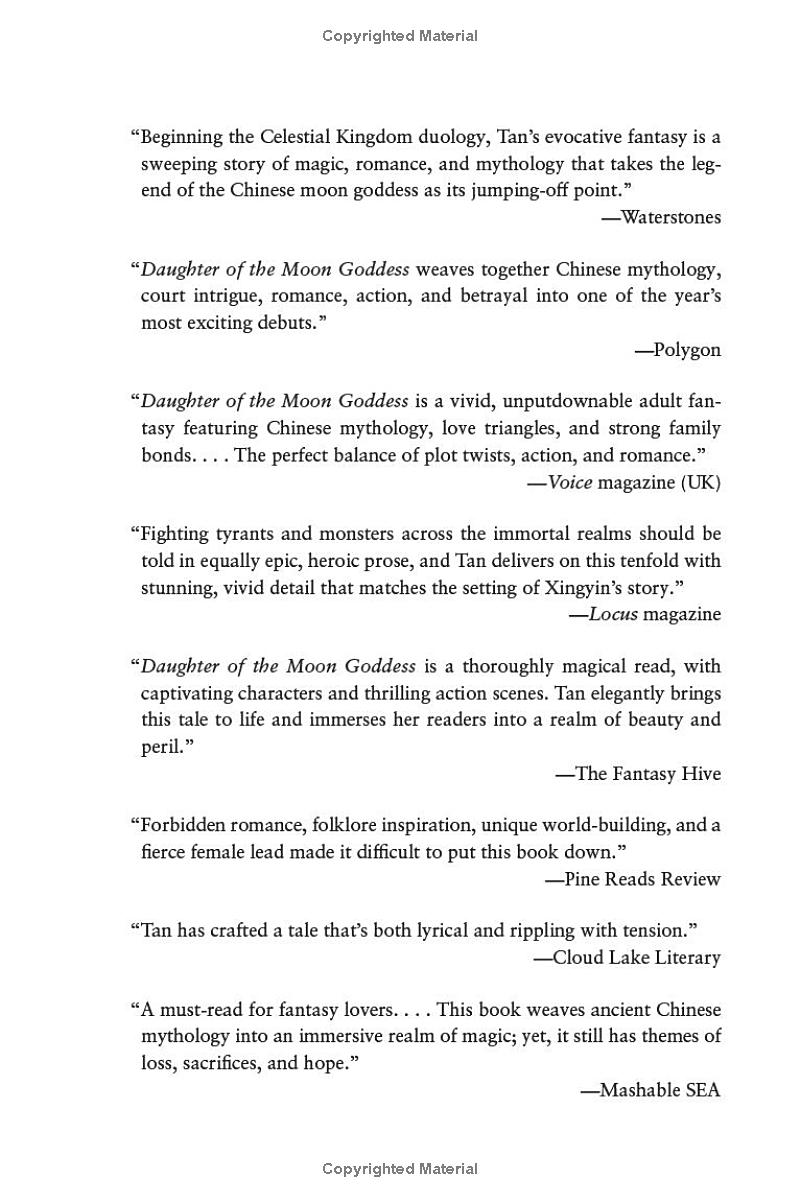 Copyrighted Material
“Beginning the Celestial Kingdom duology, Tan’s evocative fantasy is a
sweeping story of magic, romance, and mythology that takes the leg-
end of the Chinese moon goddess as its jumping-off point.”
—Waterstones
“Daughter of the Moon Goddess weaves together Chinese mythology,
court intrigue, romance, action, and betrayal into one of the year’s
most exciting debuts.”
—Polygon
“Daughter of the Moon Goddess is a vivid, unputdownable adult fan-
tasy featuring Chinese mythology, love triangles, and strong family
bonds. . . . The perfect balance of plot twists, action, and romance.”
—Voice magazine (UK)
“Fighting tyrants and monsters across the immortal realms should be
told in equally epic, heroic prose, and Tan delivers on this tenfold with
stunning, vivid detail that matches the setting of Xingyin’s story.”
—Locus magazine
“Daughter of the Moon Goddess is a thoroughly magical read, with
captivating characters and thrilling action scenes. Tan elegantly brings
this tale to life and immerses her readers into a realm of beauty and
peril.”
—The Fantasy Hive
“Forbidden romance, folklore inspiration, unique world-building, and a
fierce female lead made it difficult to put this book down.”
—Pine Reads Review
“Tan has crafted a tale that’s both lyrical and rippling with tension.”
—Cloud Lake Literary
“A must-read for fantasy lovers. . . . This book weaves ancient Chinese
mythology into an immersive realm of magic; yet, it still has themes of
loss, sacrifices, and hope.”
—Mashable SEA
Copyrighted Material